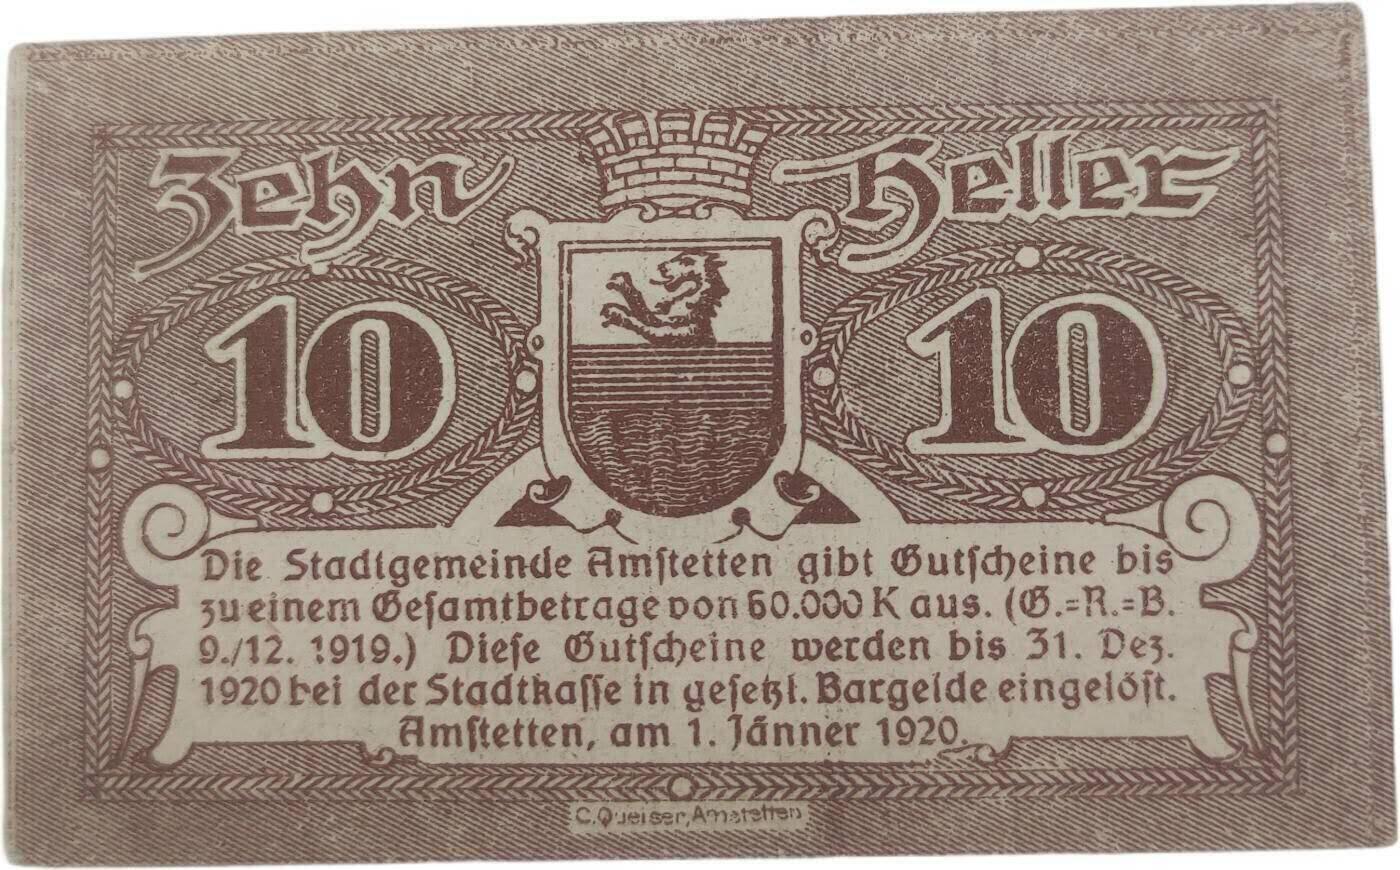 Zehn Heller
10 10
Die Stadtgemeinde Amſtetten gibt Gutſcheine bis
zu einem Geſamtbetrage von 60.000 K aus. (G.=R.=B.
9./12. 1919.) Dieſe Gutſcheine werden bis 31. Dez.
1920 bei der Stadtkaſſe in geſetzl. Bargelde eingelöſt.
Amſtetten, am 1. Jänner 1920.
C. Queiser, Amstetten